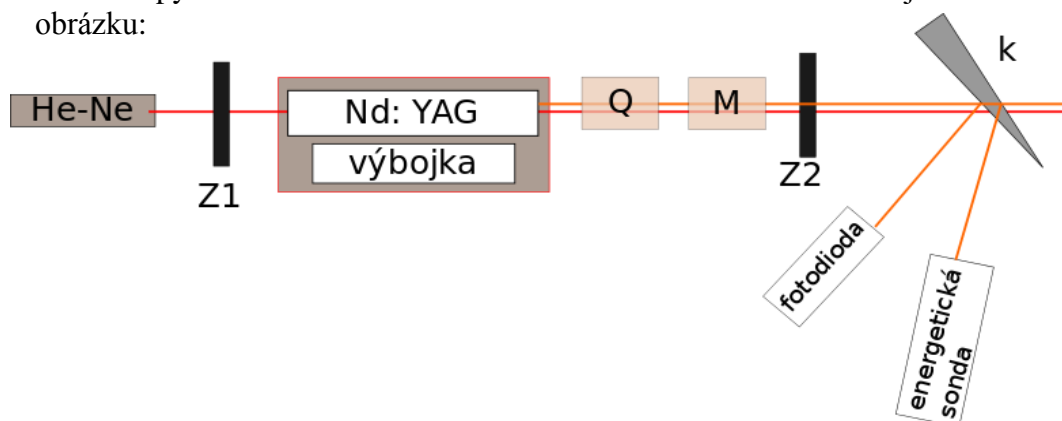 obrázku:
k
He-Ne
Nd: YAG
Q
M
výbojka
Z1
Z2
fotodioda
energetická
sonda